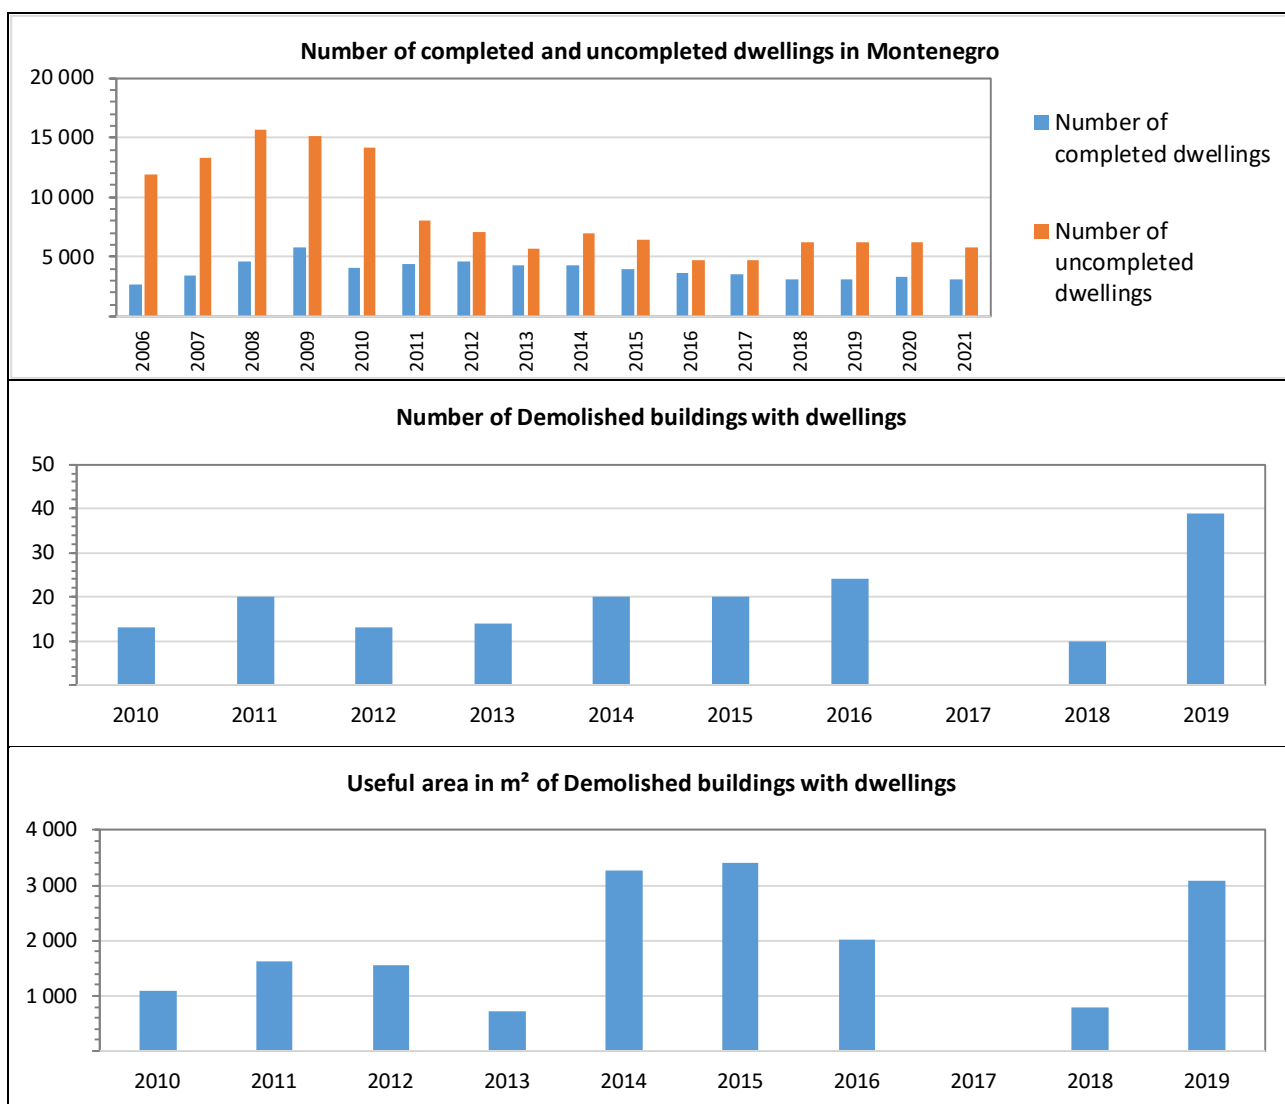 Number of completed and uncompleted dwellings in Montenegro
20 000
15 000
10 000
5 000
2006 2007 2008 2009 2010 2011 2012 2013 2014 2015 2016 2017 2018 2019 2020 2021
Number of
completed dwellings
Number of
uncompleted
dwellings
Number of Demolished buildings with dwellings
50
40
30
20
10
2010 2011 2012 2013 2014 2015 2016 2017 2018 2019
Useful area in m² of Demolished buildings with dwellings
4 000
3 000
2 000
1 000
2010 2011 2012 2013 2014 2015 2016 2017 2018 2019